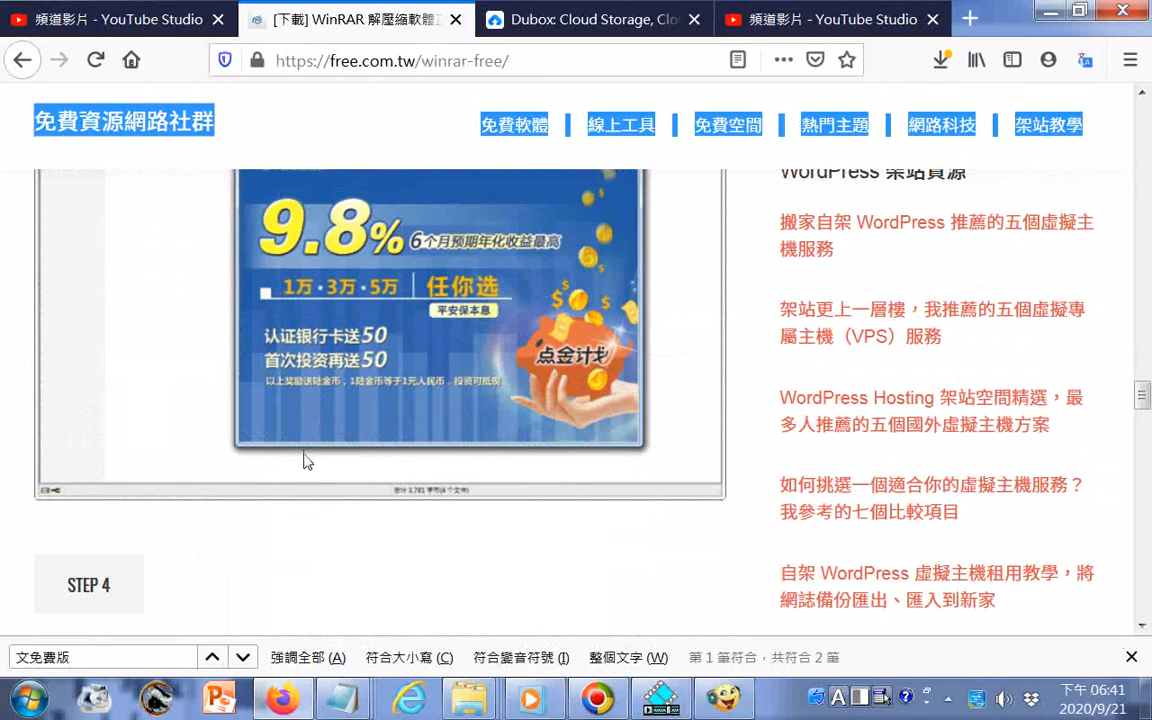 頻道影片 - YouTube Studio
[下載] WinRAR 解壓縮軟體
Dubox: Cloud Storage, Clo
頻道影片 - YouTube Studio
https://free.com.tw/winrar-free/
免費資源網路社群
免費軟體
線上工具
免費空間
熱門主題
網路科技
架站教學
9.8% 6个月预期年化收益最高
1万·3万·5万 任你选
平安保本息
认证银行卡送50
首次投资再送50
点金计划
STEP 4
WordPress 架站資源
搬家自架 WordPress 推薦的五個虛擬主
機服務
架站更上一層樓，我推薦的五個虛擬專
屬主機（VPS）服務
WordPress Hosting 架站空間精選，最
多人推薦的五個國外虛擬主機方案
如何挑選一個適合你的虛擬主機服務？
我參考的七個比較項目
自架 WordPress 虛擬主機租用教學，將
網誌備份匯出、匯入到新家
文免費版
強調全部 (A)
符合大小寫 (C)
符合變音符號 (I)
整個文字 (W)
第 1 筆符合，共符合 2 筆
下午 06:41
2020/9/21